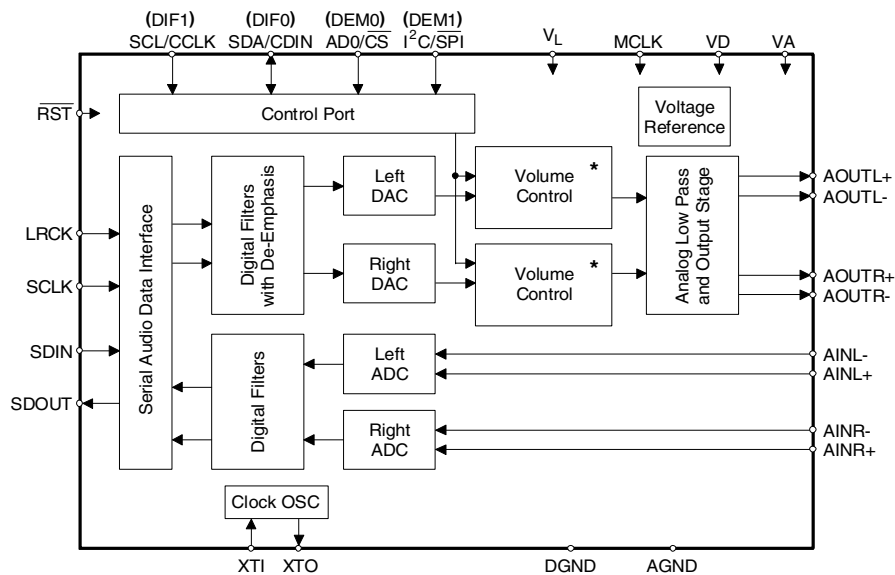 (DIF1) (DIF0) (DEM0) (DEM1)
SCL/CCLK SDA/CDIN AD0/CS I²C/SPI VL MCLK VD VA
RST
Control Port
Voltage
Reference
Serial Audio Data Interface
Digital Filters
with De-Emphasis
Left
DAC
Volume
Control
*
Analog Low Pass
and Output Stage
AOUTL+
AOUTL-
LRCK
Right
DAC
Volume
Control
*
AOUTR+
AOUTR-
SCLK
SDIN
SDOUT
Digital Filters
Left
ADC
AINL-
AINL+
Right
ADC
AINR-
AINR+
Clock OSC
XTI XTO DGND AGND